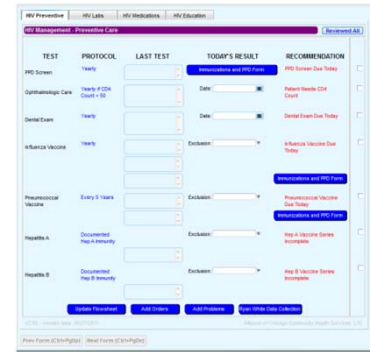 HIV Preventive HIV Labs HIV Medications HIV Education
HIV Management - Preventive Care Reviewed All
TEST PROTOCOL LAST TEST TODAY'S RESULT RECOMMENDATION
PPD Screen Yearly Immunizations and PPD Form PPD Screen Due Today
Ophthalmologic Care Yearly if CD4 Count < 50 Date: Patient Needs CD4 Count
Dental Exam Yearly Date: Dental Exam Due Today
Influenza Vaccine Yearly Exclusion: Influenza Vaccine Due Today
Immunizations and PPD Form
Pneumococcal Vaccine Every 5 Years Exclusion: Pneumococcal Vaccine Due Today
Immunizations and PPD Form
Hepatitis A Documented Hep A Immunity Exclusion: Hep A Vaccine Series Incomplete
Hepatitis B Documented Hep B Immunity Exclusion: Hep B Vaccine Series Incomplete
Update Flowsheet Add Orders Add Problems Ryan White Data Collection
Prev Form (Ctrl+PgUp) Next Form (Ctrl+PgDn)